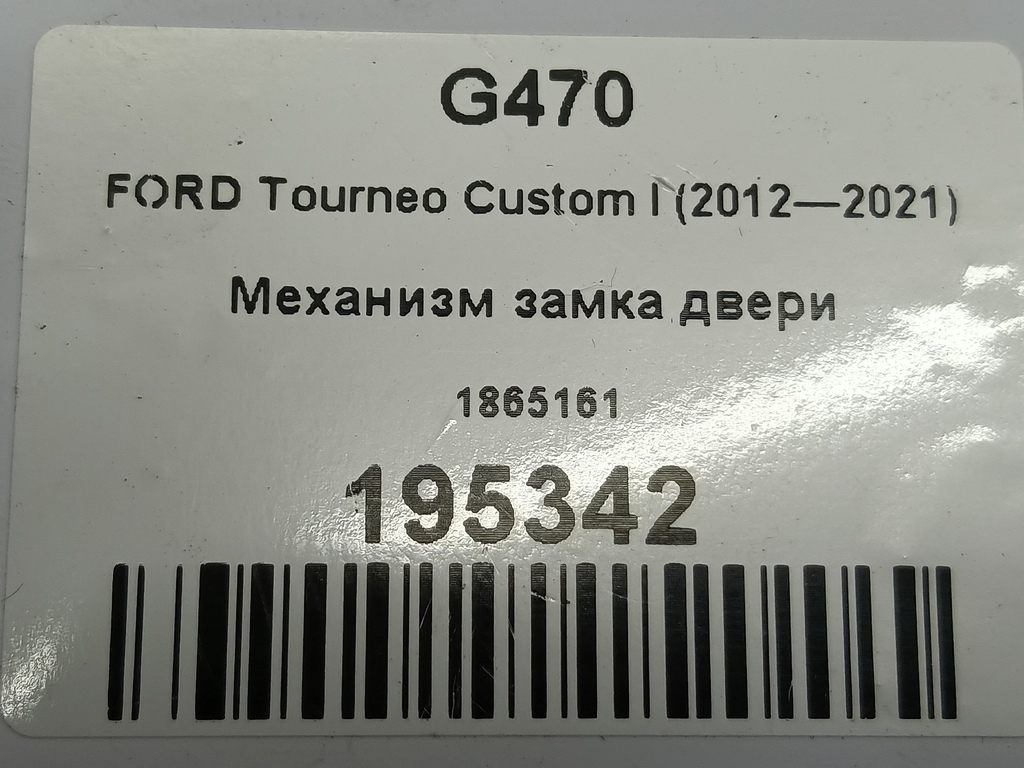 G470
FORD Tourneo Custom I (2012—2021)
Механизм замка двери
1865161
195342